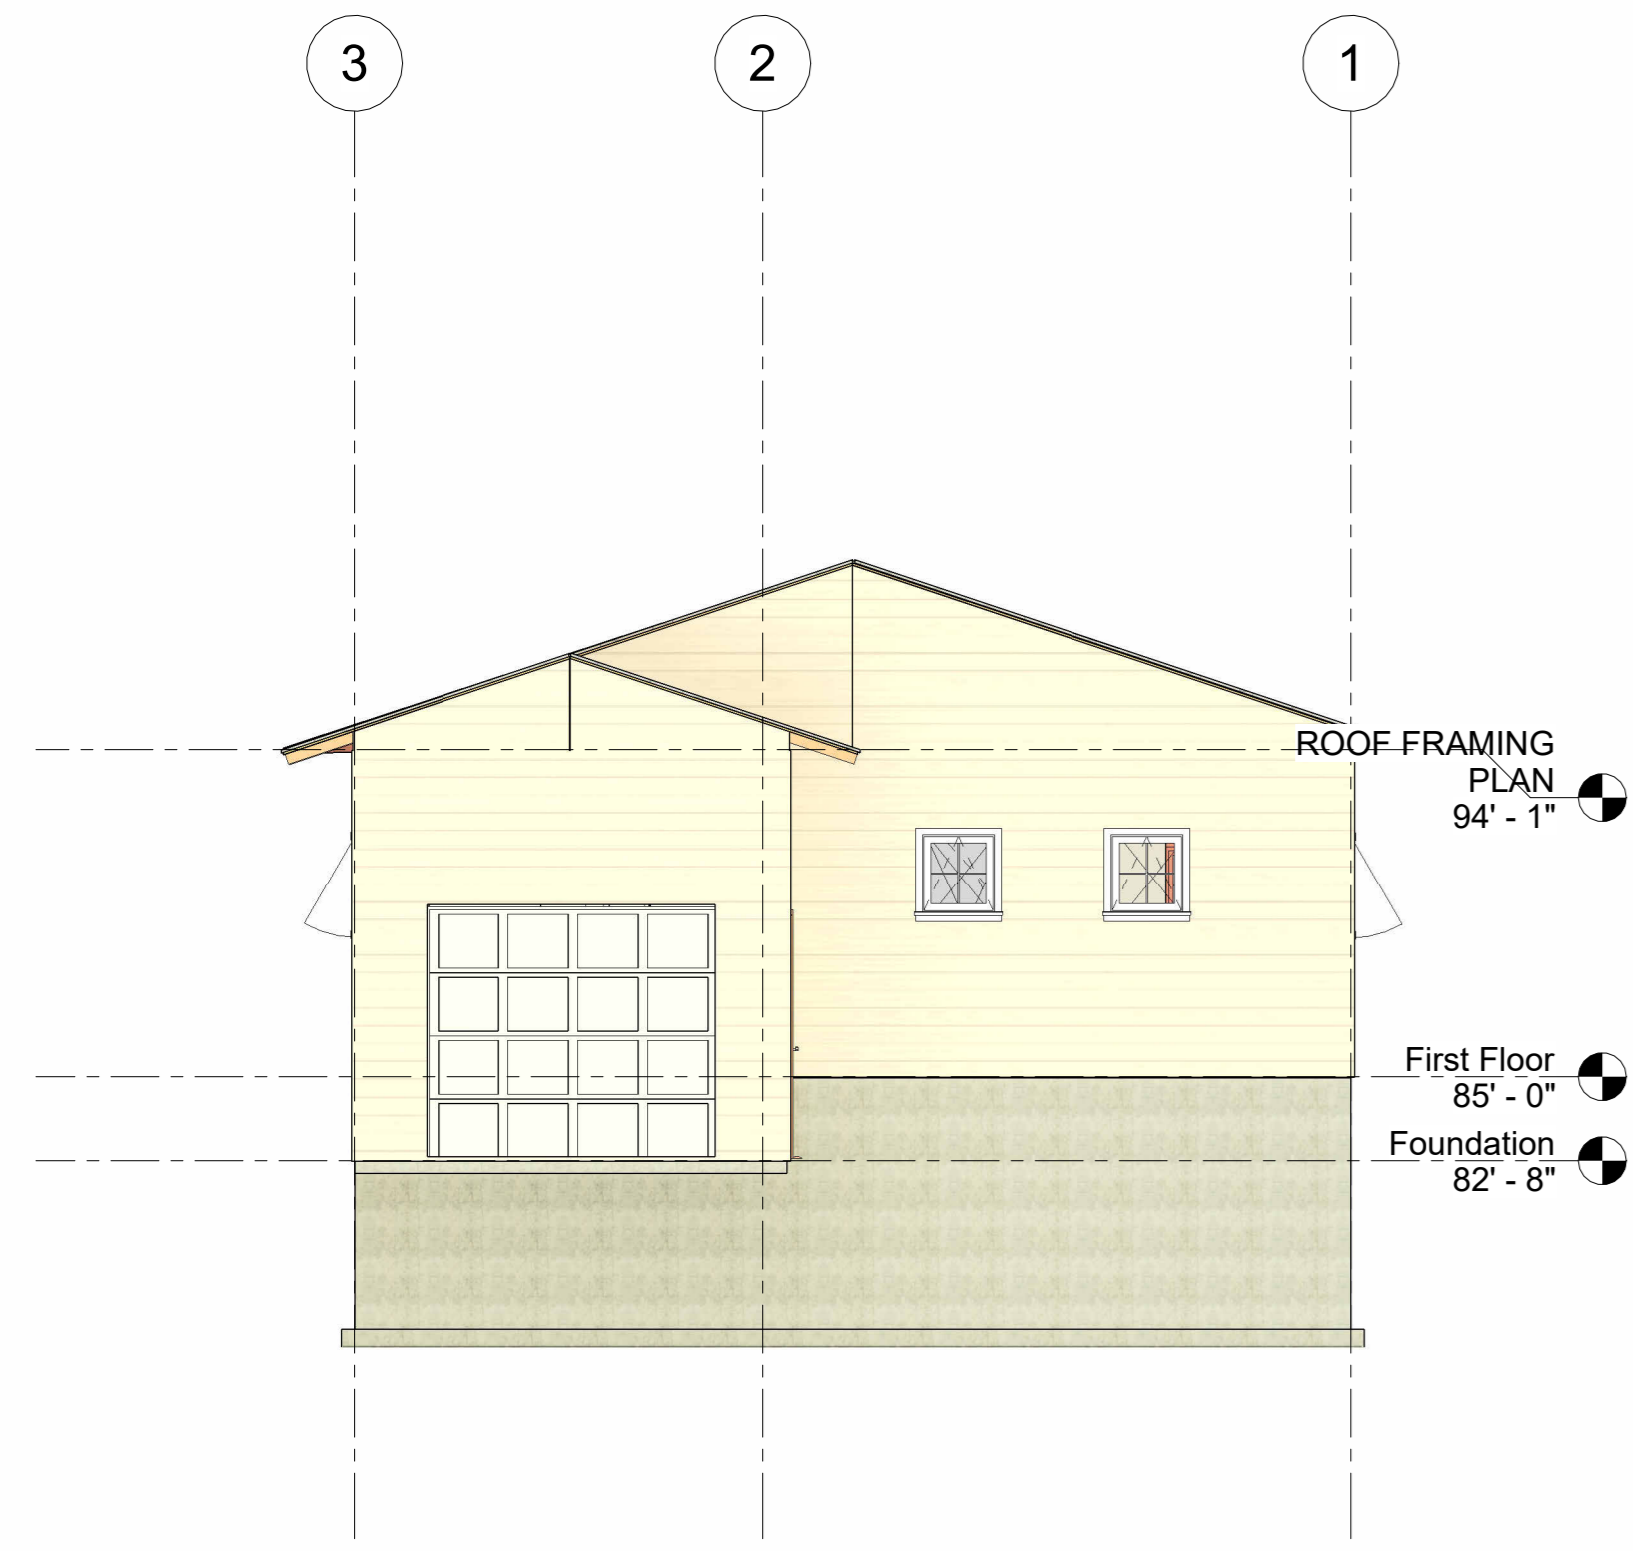 3
2
1
ROOF FRAMING
PLAN
94' - 1"
First Floor
85' - 0"
Foundation
82' - 8"